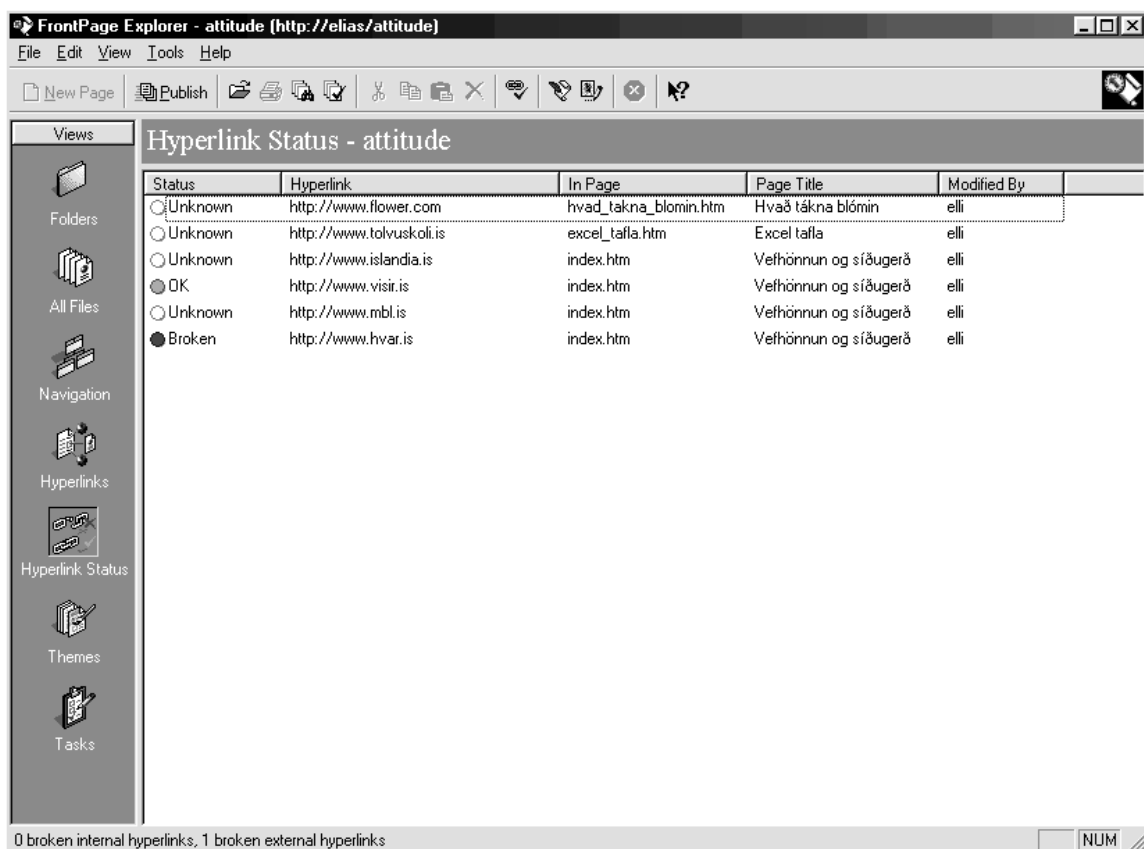 FrontPage Explorer - attitude (http://elias/attitude)
File Edit View Tools Help
New Page Publish
Views
Hyperlink Status - attitude
Status Hyperlink In Page Page Title Modified By
Unknown http://www.flower.com hvad_takna_blomin.htm Hvað tákna blómin elli
Unknown http://www.tolvuskoli.is excel_tafla.htm Excel tafla elli
Unknown http://www.islandia.is index.htm Vefhönnun og síðugerð elli
OK http://www.visir.is index.htm Vefhönnun og síðugerð elli
Unknown http://www.mbl.is index.htm Vefhönnun og síðugerð elli
Broken http://www.hvar.is index.htm Vefhönnun og síðugerð elli
Folders
All Files
Navigation
Hyperlinks
Hyperlink Status
Themes
Tasks
0 broken internal hyperlinks, 1 broken external hyperlinks NUM